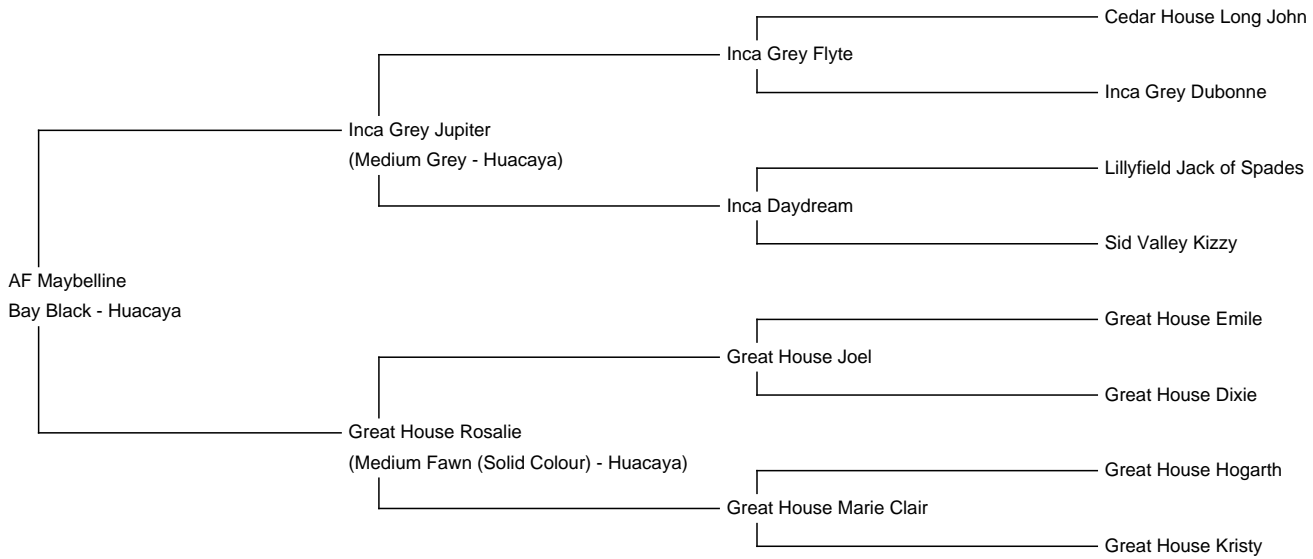 Cedar House Long John
Inca Grey Flyte
Inca Grey Dubonne
Inca Grey Jupiter
(Medium Grey - Huacaya)
Lillyfield Jack of Spades
Inca Daydream
Sid Valley Kizzy
AF Maybelline
Bay Black - Huacaya
Great House Emile
Great House Joel
Great House Dixie
Great House Rosalie
(Medium Fawn (Solid Colour) - Huacaya)
Great House Hogarth
Great House Marie Clair
Great House Kristy